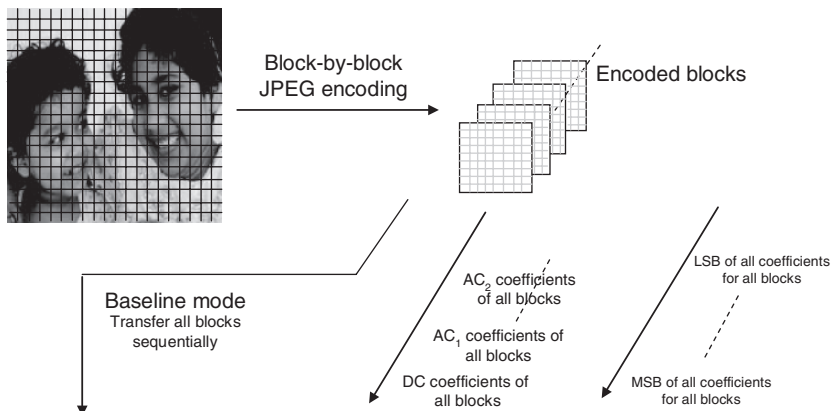 Block-by-block
JPEG encoding
Encoded blocks
Baseline mode
Transfer all blocks
sequentially
AC₂ coefficients
of all blocks
AC₁ coefficients of
all blocks
DC coefficients of
all blocks
LSB of all coefficients
for all blocks
MSB of all coefficients
for all blocks